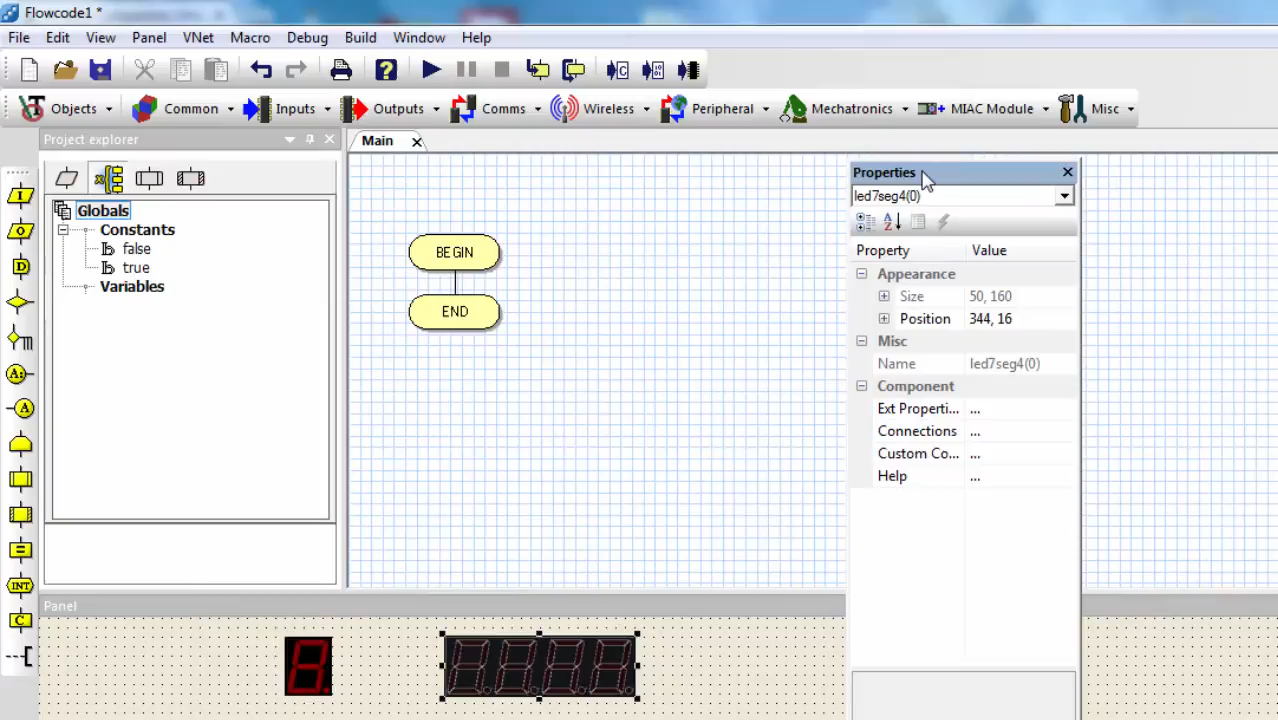 Flowcode1 *
File Edit View Panel VNet Macro Debug Build Window Help
Objects Common Inputs Outputs Comms Wireless Peripheral Mechatronics MIAC Module Misc
Project explorer
Main
Globals
Constants
false
true
Variables
BEGIN
END
Properties
led7seg4(0)
Property Value
Appearance
Size 50, 160
Position 344, 16
Misc
Name led7seg4(0)
Component
Ext Properti... ...
Connections ...
Custom Co... ...
Help ...
I
O
D
A:
A
INT
C
Panel